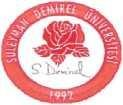 SÜLEYMAN DEMİREL ÜNİVERSİTESİ
S. Demirel
1992